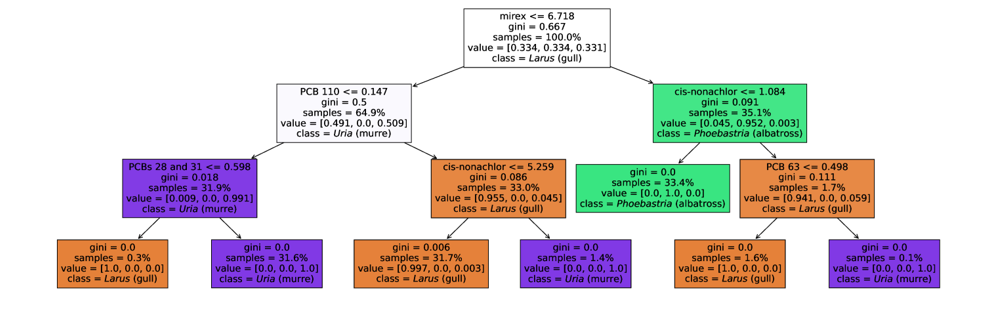 mirex <= 6.718
gini = 0.667
samples = 100.0%
value = [0.334, 0.334, 0.331]
class = Larus (gull)
PCB 110 <= 0.147
gini = 0.5
samples = 64.9%
value = [0.491, 0.0, 0.509]
class = Uria (murre)
cis-nonachlor <= 1.084
gini = 0.091
samples = 35.1%
value = [0.045, 0.952, 0.003]
class = Phoebastria (albatross)
PCBs 28 and 31 <= 0.598
gini = 0.018
samples = 31.9%
value = [0.009, 0.0, 0.991]
class = Uria (murre)
cis-nonachlor <= 5.259
gini = 0.086
samples = 33.0%
value = [0.955, 0.0, 0.045]
class = Larus (gull)
gini = 0.0
samples = 33.4%
value = [0.0, 1.0, 0.0]
class = Phoebastria (albatross)
PCB 63 <= 0.498
gini = 0.111
samples = 1.7%
value = [0.941, 0.0, 0.059]
class = Larus (gull)
gini = 0.0
samples = 0.3%
value = [1.0, 0.0, 0.0]
class = Larus (gull)
gini = 0.0
samples = 31.6%
value = [0.0, 0.0, 1.0]
class = Uria (murre)
gini = 0.006
samples = 31.7%
value = [0.997, 0.0, 0.003]
class = Larus (gull)
gini = 0.0
samples = 1.4%
value = [0.0, 0.0, 1.0]
class = Uria (murre)
gini = 0.0
samples = 1.6%
value = [1.0, 0.0, 0.0]
class = Larus (gull)
gini = 0.0
samples = 0.1%
value = [0.0, 0.0, 1.0]
class = Uria (murre)